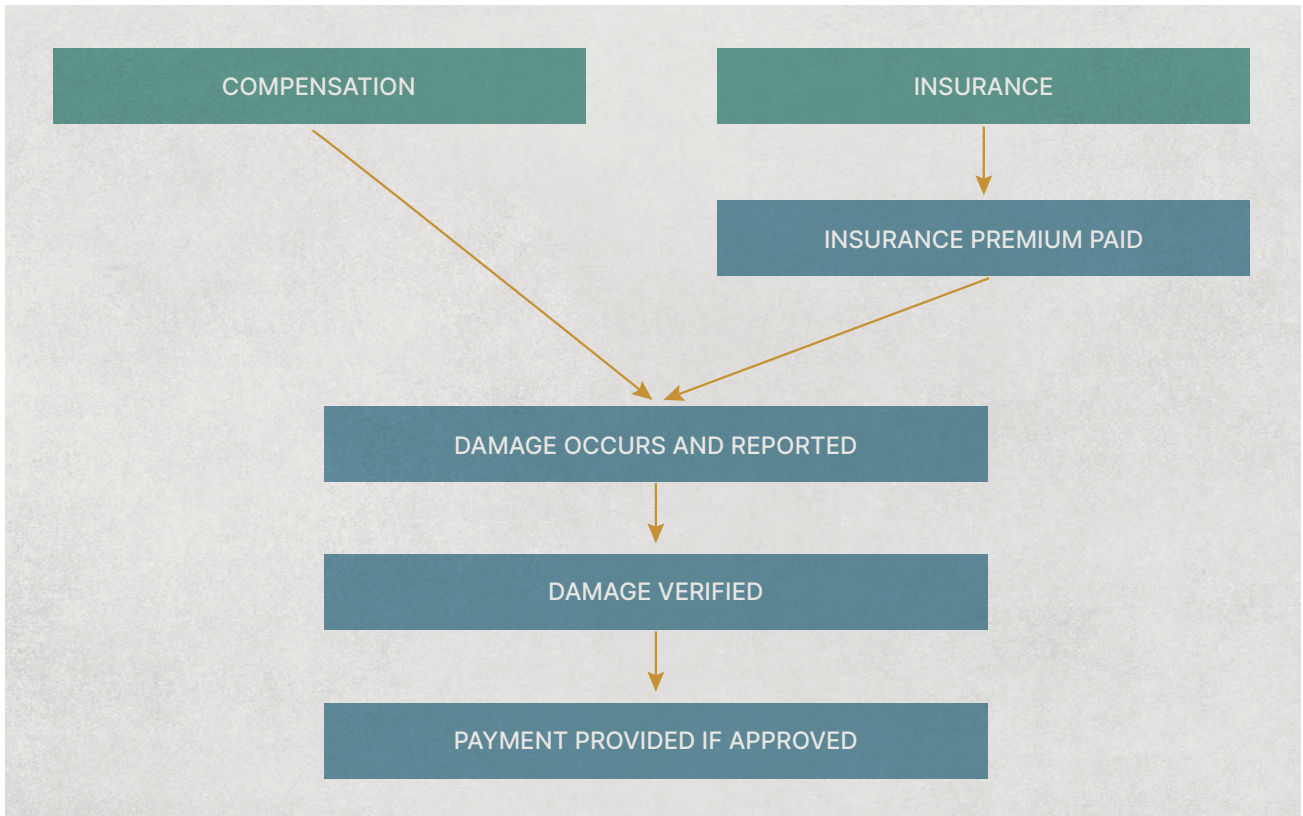 COMPENSATION
INSURANCE
INSURANCE PREMIUM PAID
DAMAGE OCCURS AND REPORTED
DAMAGE VERIFIED
PAYMENT PROVIDED IF APPROVED